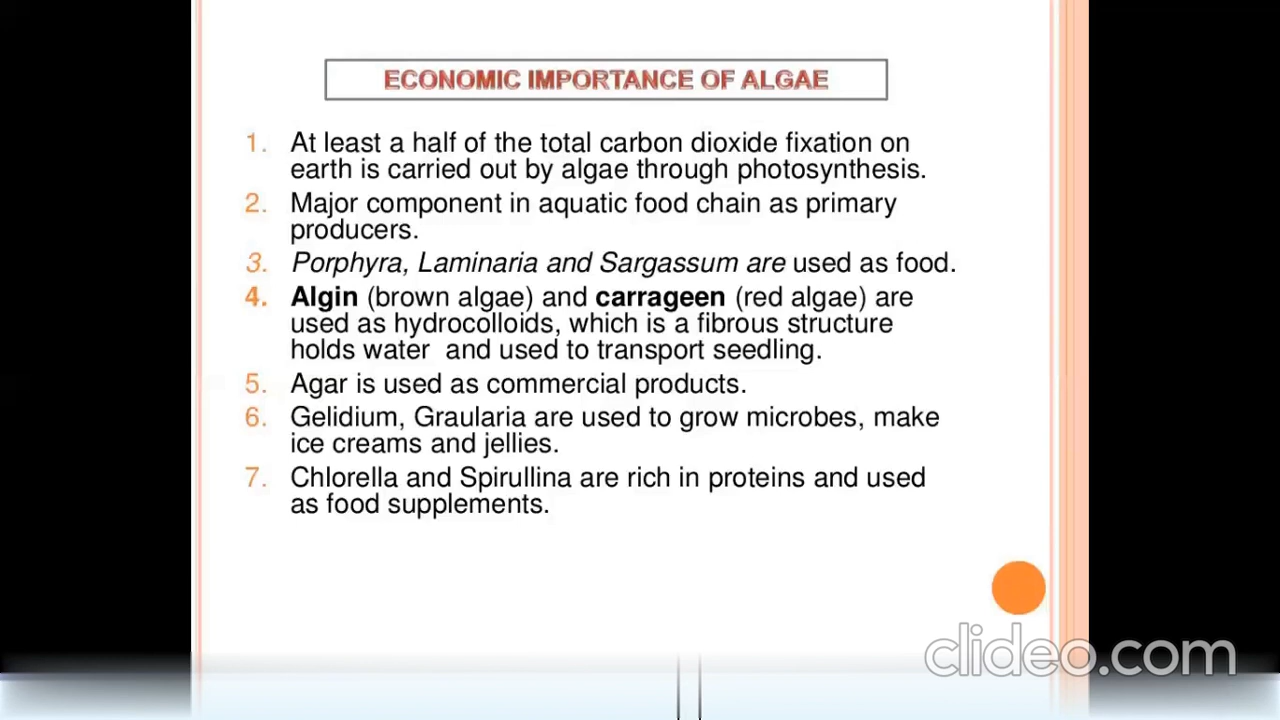 ECONOMIC IMPORTANCE OF ALGAE
1. At least a half of the total carbon dioxide fixation on
earth is carried out by algae through photosynthesis.
2. Major component in aquatic food chain as primary
producers.
3. Porphyra, Laminaria and Sargassum are used as food.
4. Algin (brown algae) and carrageen (red algae) are
used as hydrocolloids, which is a fibrous structure
holds water and used to transport seedling.
5. Agar is used as commercial products.
6. Gelidium, Graularia are used to grow microbes, make
ice creams and jellies.
7. Chlorella and Spirullina are rich in proteins and used
as food supplements.
clideo.com